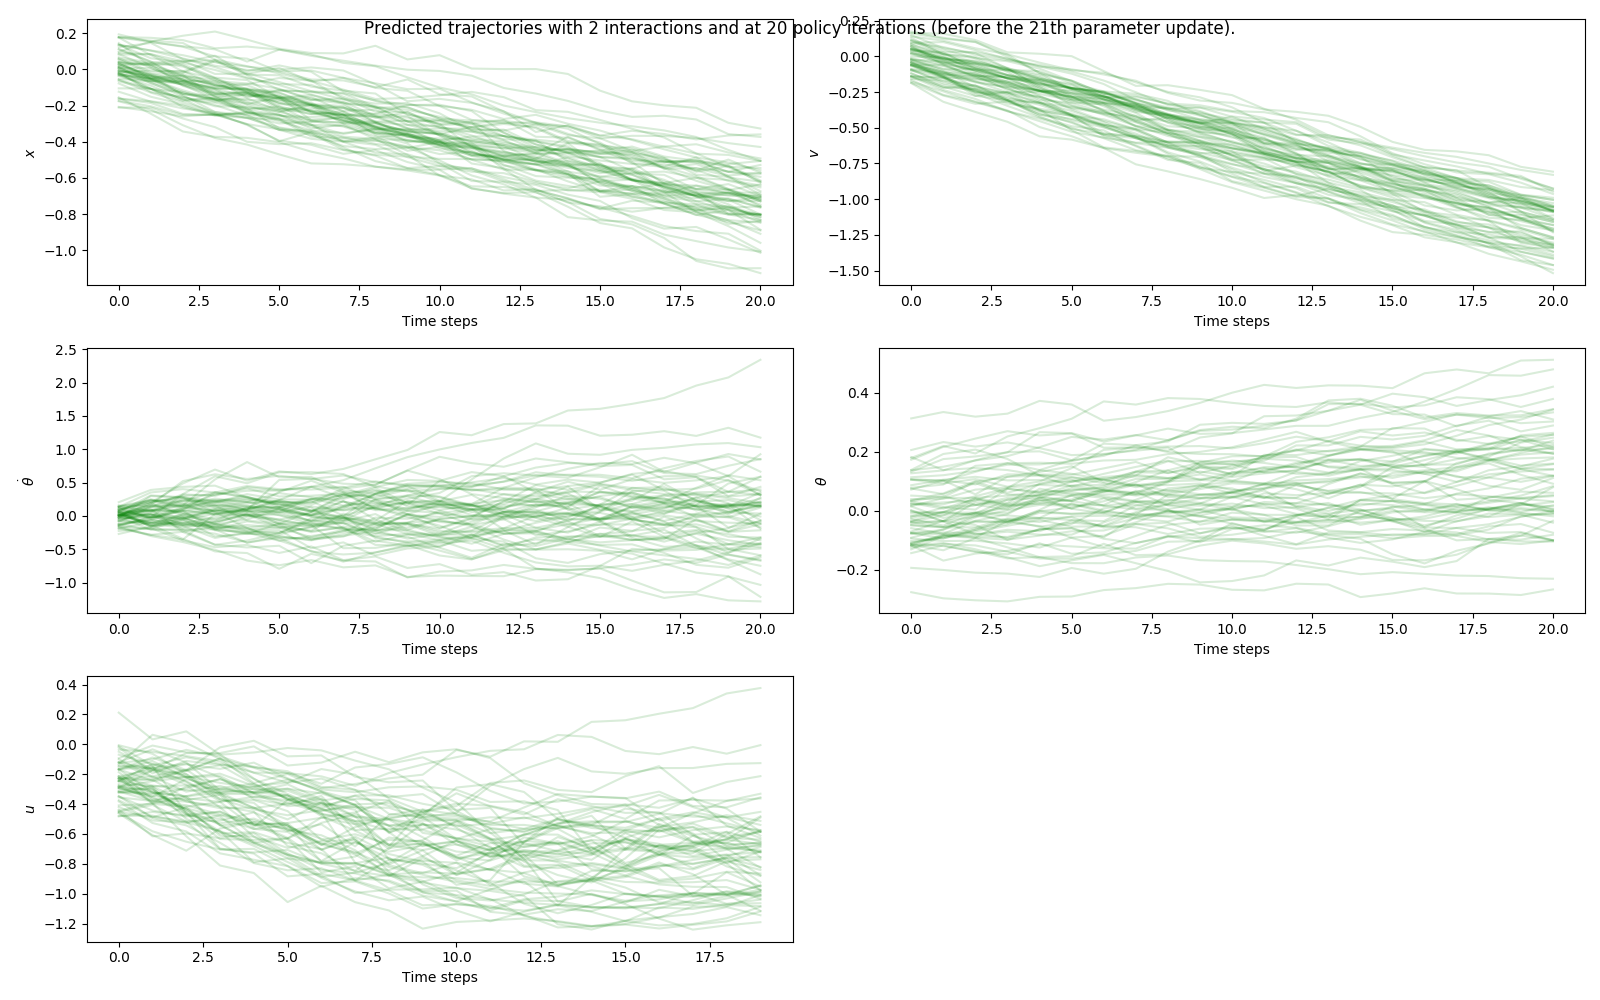 Predicted trajectories with 2 interactions and at 20 policy iterations (before the 21th parameter update).
0.2
0.0
−0.2
−0.4
−0.6
−0.8
−1.0
x
0.0 2.5 5.0 7.5 10.0 12.5 15.0 17.5 20.0
Time steps
0.25
0.00
−0.25
−0.50
−0.75
−1.00
−1.25
−1.50
v
0.0 2.5 5.0 7.5 10.0 12.5 15.0 17.5 20.0
Time steps
2.5
2.0
1.5
1.0
0.5
0.0
−0.5
−1.0
θ̇
0.0 2.5 5.0 7.5 10.0 12.5 15.0 17.5 20.0
Time steps
0.4
0.2
0.0
−0.2
θ
0.0 2.5 5.0 7.5 10.0 12.5 15.0 17.5 20.0
Time steps
0.4
0.2
0.0
−0.2
−0.4
−0.6
−0.8
−1.0
−1.2
u
0.0 2.5 5.0 7.5 10.0 12.5 15.0 17.5
Time steps